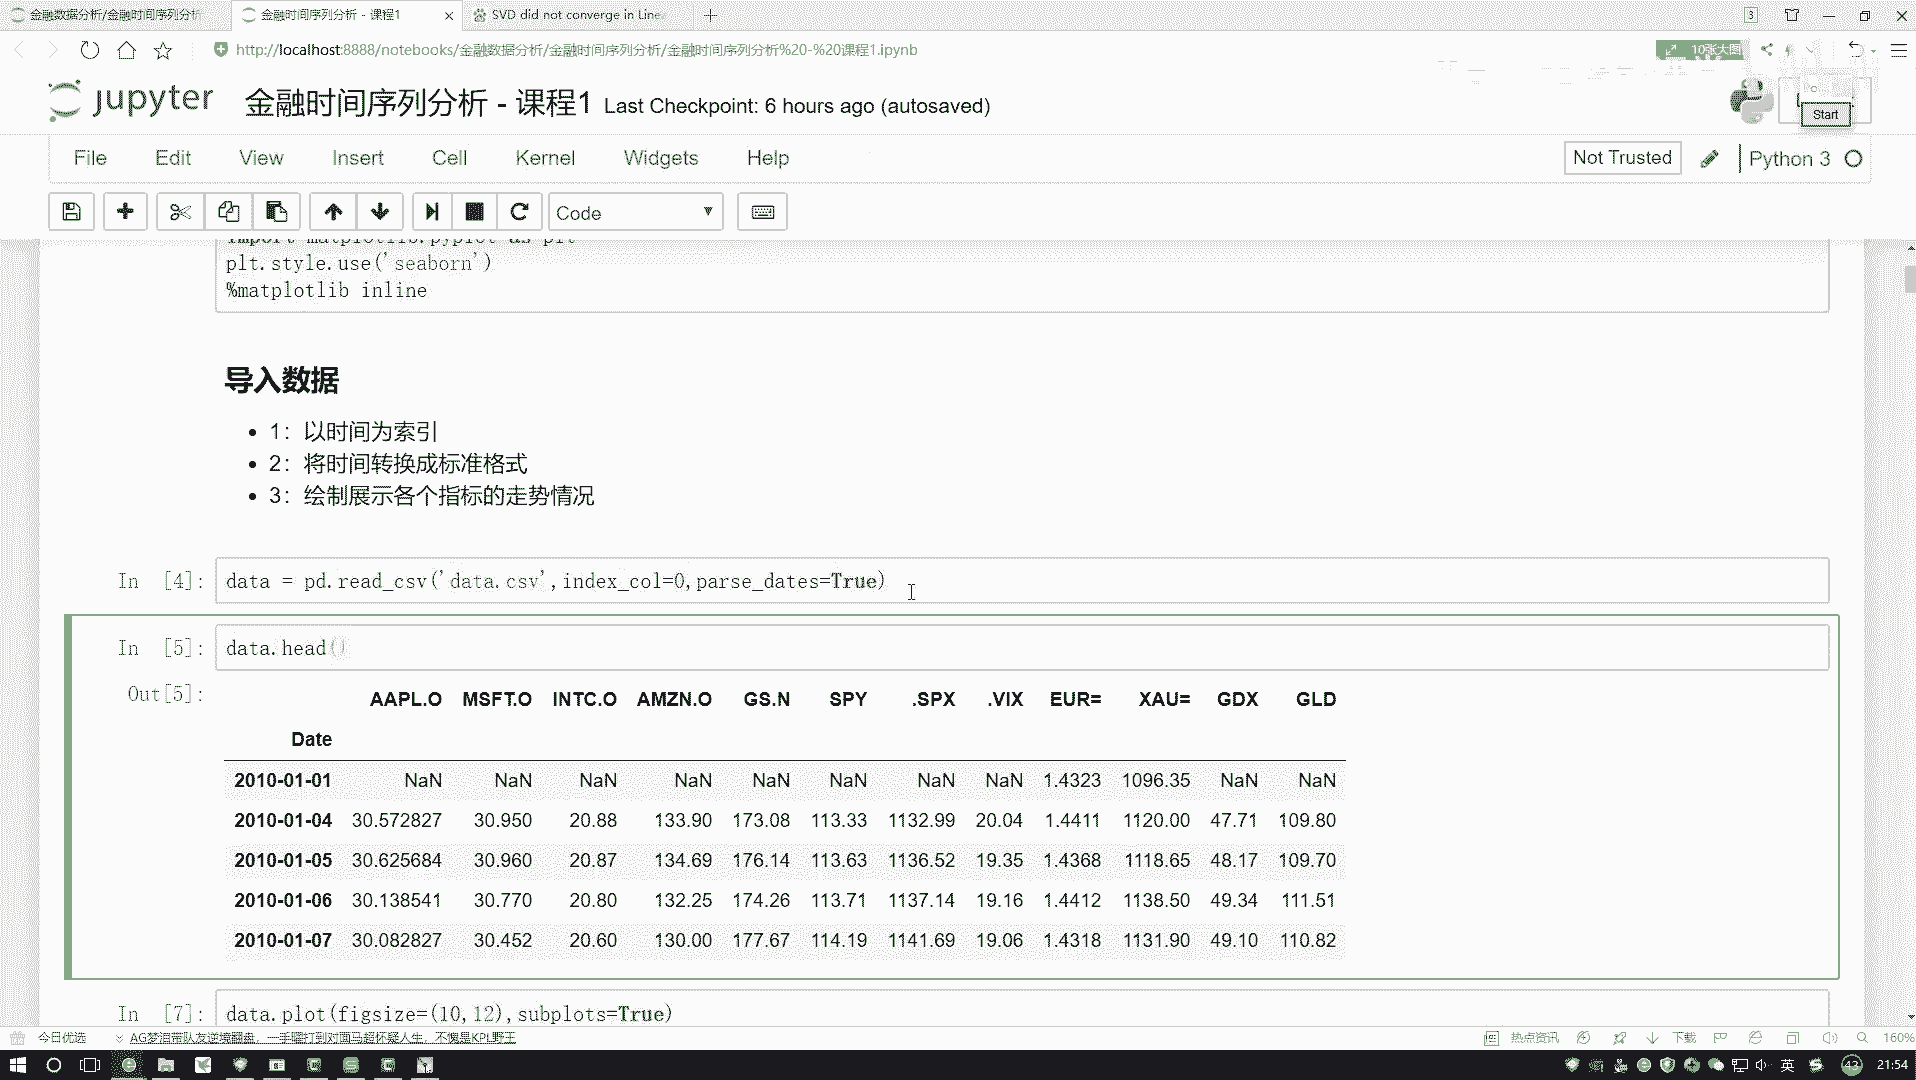 金融数据分析/金融时间序列分析
金融时间序列分析 - 课程1
SVD did not converge in Linea
3
http://localhost:8888/notebooks/金融数据分析/金融时间序列分析/金融时间序列分析%20-%20课程1.ipynb
10张大图
jupyter 金融时间序列分析 - 课程1 Last Checkpoint: 6 hours ago (autosaved)
Start
File Edit View Insert Cell Kernel Widgets Help Not Trusted Python 3
Code
import matplotlib.pyplot as plt
plt.style.use('seaborn')
%matplotlib inline
导入数据
• 1：以时间为索引
• 2：将时间转换成标准格式
• 3：绘制展示各个指标的走势情况
In [4]: data = pd.read_csv('data.csv',index_col=0,parse_dates=True)
In [5]: data.head()
Out[5]: AAPL.O MSFT.O INTC.O AMZN.O GS.N SPY .SPX .VIX EUR= XAU= GDX GLD
Date
2010-01-01 NaN NaN NaN NaN NaN NaN NaN NaN 1.4323 1096.35 NaN NaN
2010-01-04 30.572827 30.950 20.88 133.90 173.08 113.33 1132.99 20.04 1.4411 1120.00 47.71 109.80
2010-01-05 30.625684 30.960 20.87 134.69 176.14 113.63 1136.52 19.35 1.4368 1118.65 48.17 109.70
2010-01-06 30.138541 30.770 20.80 132.25 174.26 113.71 1137.14 19.16 1.4412 1138.50 49.34 111.51
2010-01-07 30.082827 30.452 20.60 130.00 177.67 114.19 1141.69 19.06 1.4318 1131.90 49.10 110.82
In [7]: data.plot(figsize=(10,12),subplots=True)
今日优选 AG梦泪带队友逆境翻盘，一手曜打到对面马超怀疑人生，不愧是KPL野王 热点资讯 下载 160%
英 43 21:54